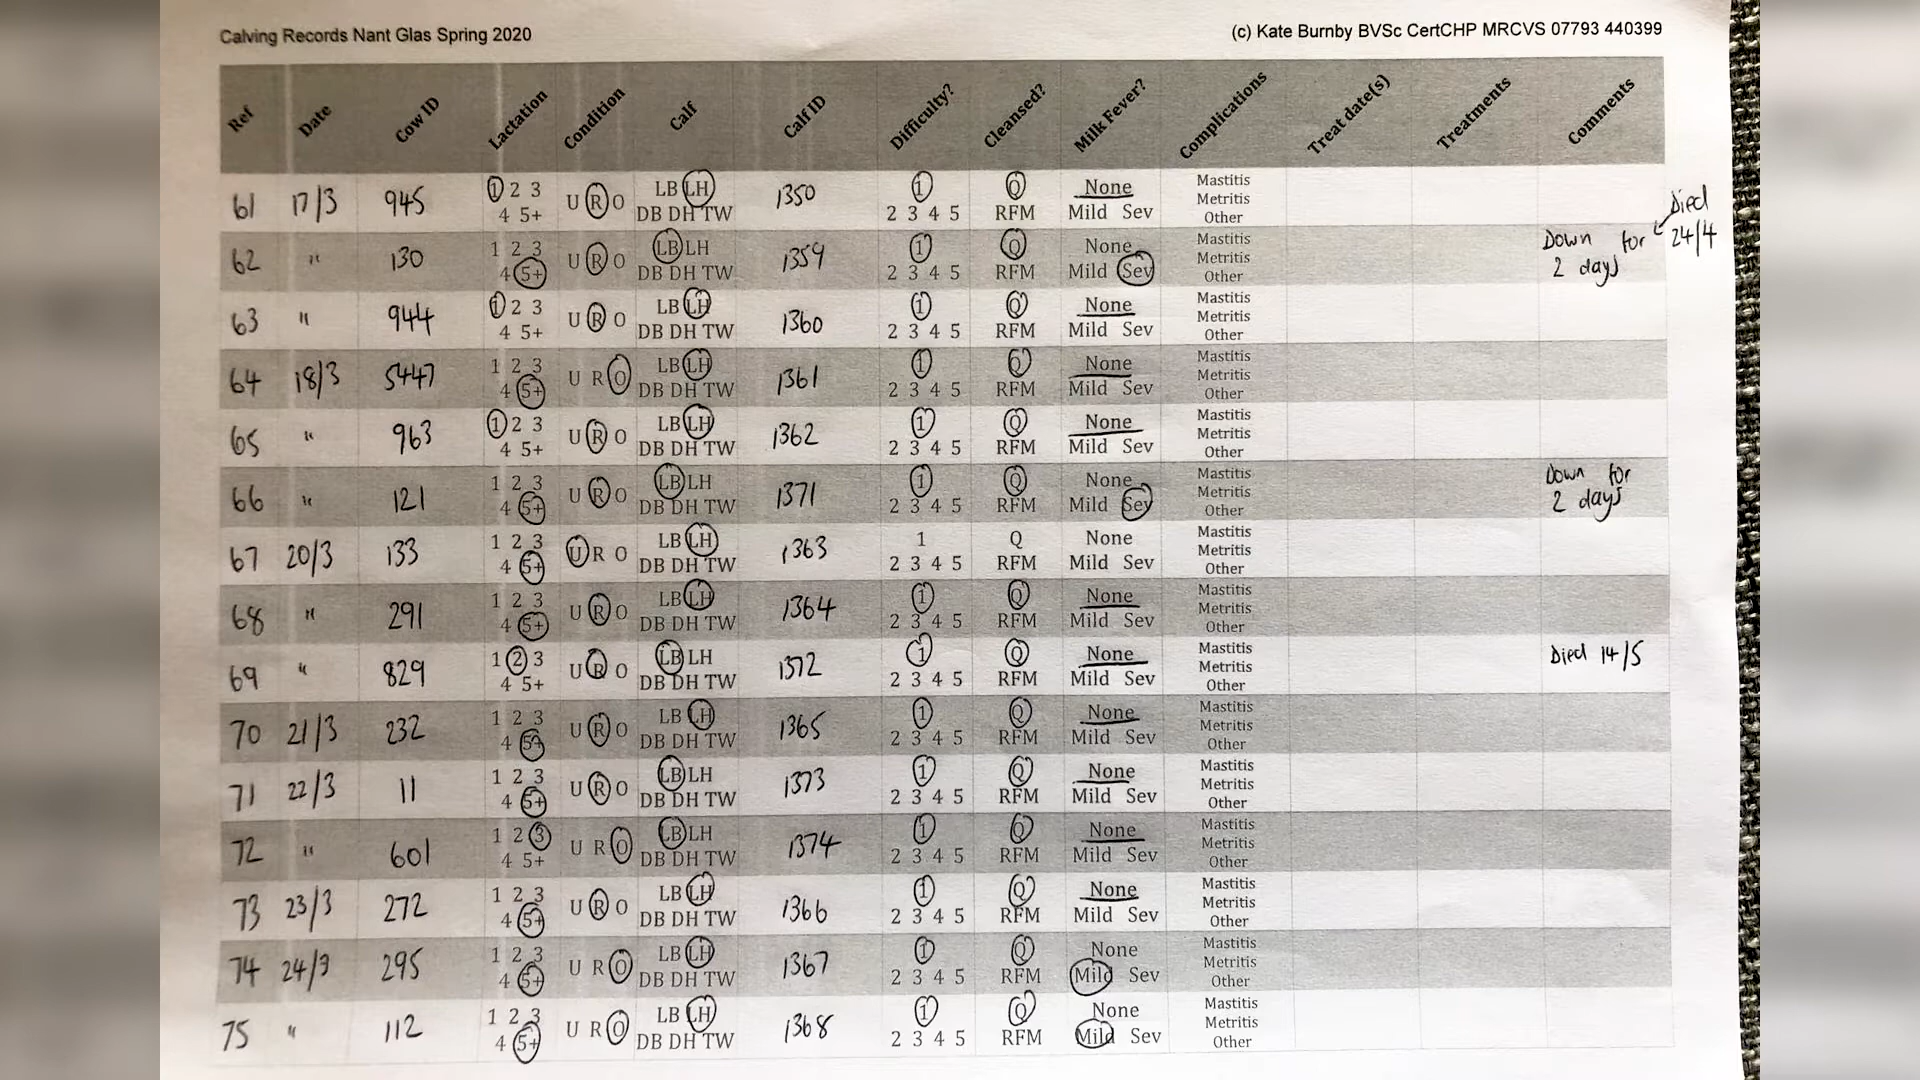 Calving Records Nant Glas Spring 2020
(c) Kate Burnby BVSc CertCHP MRCVS 07793 440399
Ref Date Cow ID Lactation Condition Calf Calf ID Difficulty? Cleansed? Milk Fever? Complications Treat date(s) Treatments Comments
61 17/3 945 1 2 3 4 5+ U R O LB LH DB DH TW 1350 1 2 3 4 5 Q RFM None Mild Sev Mastitis Metritis Other
62 " 130 1 2 3 4 5+ U R O LB LH DB DH TW 1359 1 2 3 4 5 Q RFM None Mild Sev Mastitis Metritis Other Down for 2 days Died 24/4
63 " 944 1 2 3 4 5+ U R O LB LH DB DH TW 1360 1 2 3 4 5 Q RFM None Mild Sev Mastitis Metritis Other
64 18/3 5447 1 2 3 4 5+ U R O LB LH DB DH TW 1361 1 2 3 4 5 Q RFM None Mild Sev Mastitis Metritis Other
65 " 963 1 2 3 4 5+ U R O LB LH DB DH TW 1362 1 2 3 4 5 Q RFM None Mild Sev Mastitis Metritis Other
66 " 121 1 2 3 4 5+ U R O LB LH DB DH TW 1371 1 2 3 4 5 Q RFM None Mild Sev Mastitis Metritis Other Down for 2 days
67 20/3 133 1 2 3 4 5+ U R O LB LH DB DH TW 1363 1 2 3 4 5 Q RFM None Mild Sev Mastitis Metritis Other
68 " 291 1 2 3 4 5+ U R O LB LH DB DH TW 1364 1 2 3 4 5 Q RFM None Mild Sev Mastitis Metritis Other
69 " 829 1 2 3 4 5+ U R O LB LH DB DH TW 1372 1 2 3 4 5 Q RFM None Mild Sev Mastitis Metritis Other Died 14/5
70 21/3 232 1 2 3 4 5+ U R O LB LH DB DH TW 1365 1 2 3 4 5 Q RFM None Mild Sev Mastitis Metritis Other
71 22/3 11 1 2 3 4 5+ U R O LB LH DB DH TW 1373 1 2 3 4 5 Q RFM None Mild Sev Mastitis Metritis Other
72 " 601 1 2 3 4 5+ U R O LB LH DB DH TW 1374 1 2 3 4 5 Q RFM None Mild Sev Mastitis Metritis Other
73 23/3 272 1 2 3 4 5+ U R O LB LH DB DH TW 1366 1 2 3 4 5 Q RFM None Mild Sev Mastitis Metritis Other
74 24/3 295 1 2 3 4 5+ U R O LB LH DB DH TW 1367 1 2 3 4 5 Q RFM None Mild Sev Mastitis Metritis Other
75 " 112 1 2 3 4 5+ U R O LB LH DB DH TW 1368 1 2 3 4 5 Q RFM None Mild Sev Mastitis Metritis Other